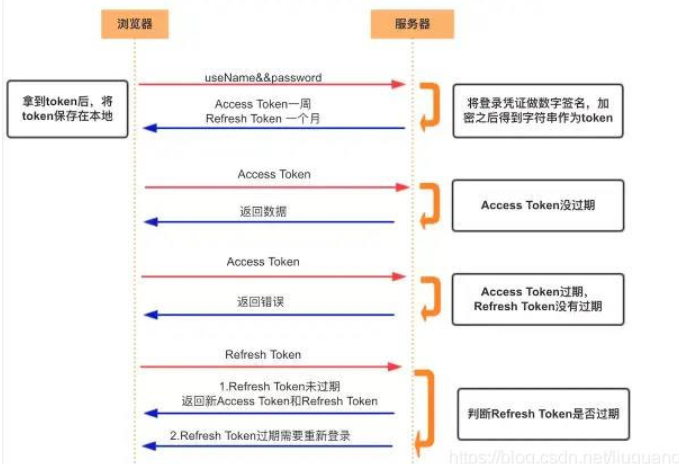 浏览器
服务器
useName&&password
拿到token后，将
token保存在本地
Access Token一周
Refresh Token 一个月
将登录凭证做数字签名，加
密之后得到字符串作为token
Access Token
返回数据
Access Token没过期
Access Token
返回错误
Access Token过期，
Refresh Token没有过期
Refresh Token
1.Refresh Token未过期
返回新Access Token和Refresh Token
判断Refresh Token是否过期
2.Refresh Token过期需要重新登录
https://blog.csdn.net/liuguang